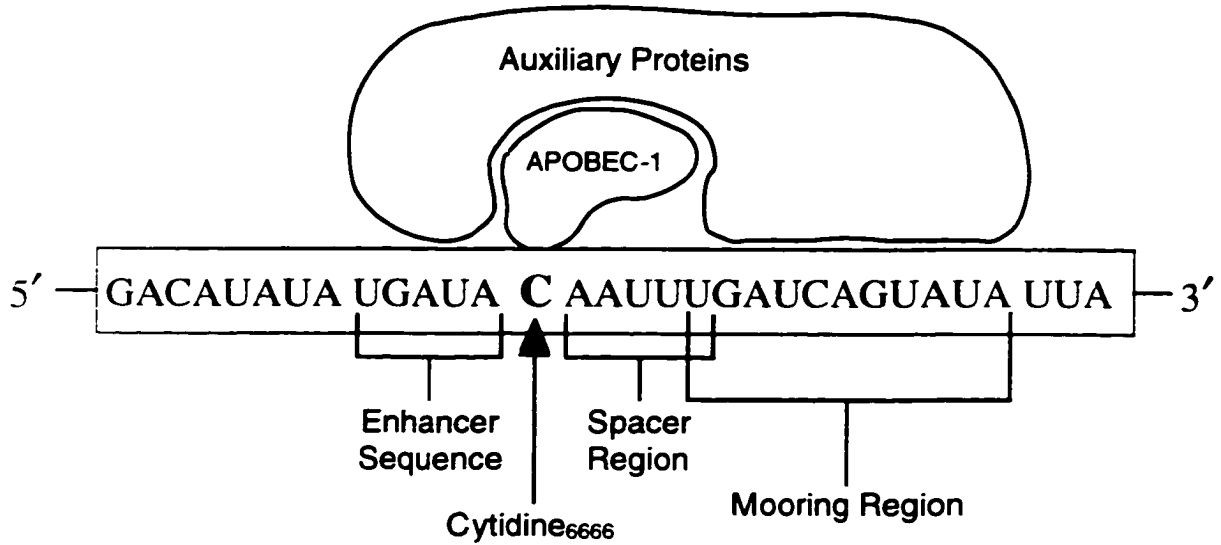 Auxiliary Proteins
APOBEC-1
5′ GACAUAUA UGAUA C AAUUUGAUCAGUAUA UUA 3′
Enhancer
Sequence
Spacer
Region
Mooring Region
Cytidine₆₆₆₆